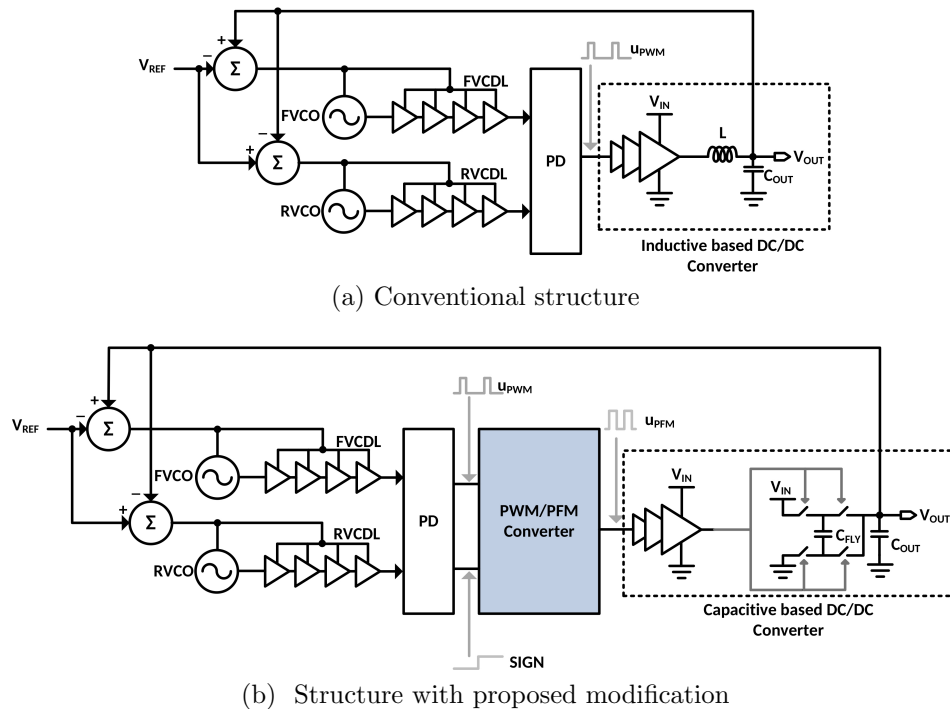 u_PWM
+
−
V_REF
Σ
FVCDL
V_IN
FVCO
L
−
+
Σ
PD
V_OUT
RVCDL
C_OUT
RVCO
Inductive based DC/DC
Converter
(a) Conventional structure
u_PWM
+
−
V_REF
Σ
u_PFM
FVCDL
V_IN
FVCO
V_IN
−
+
Σ
PD
PWM/PFM
Converter
V_OUT
C_FLY
C_OUT
RVCDL
RVCO
Capacitive based DC/DC
Converter
SIGN
(b) Structure with proposed modification